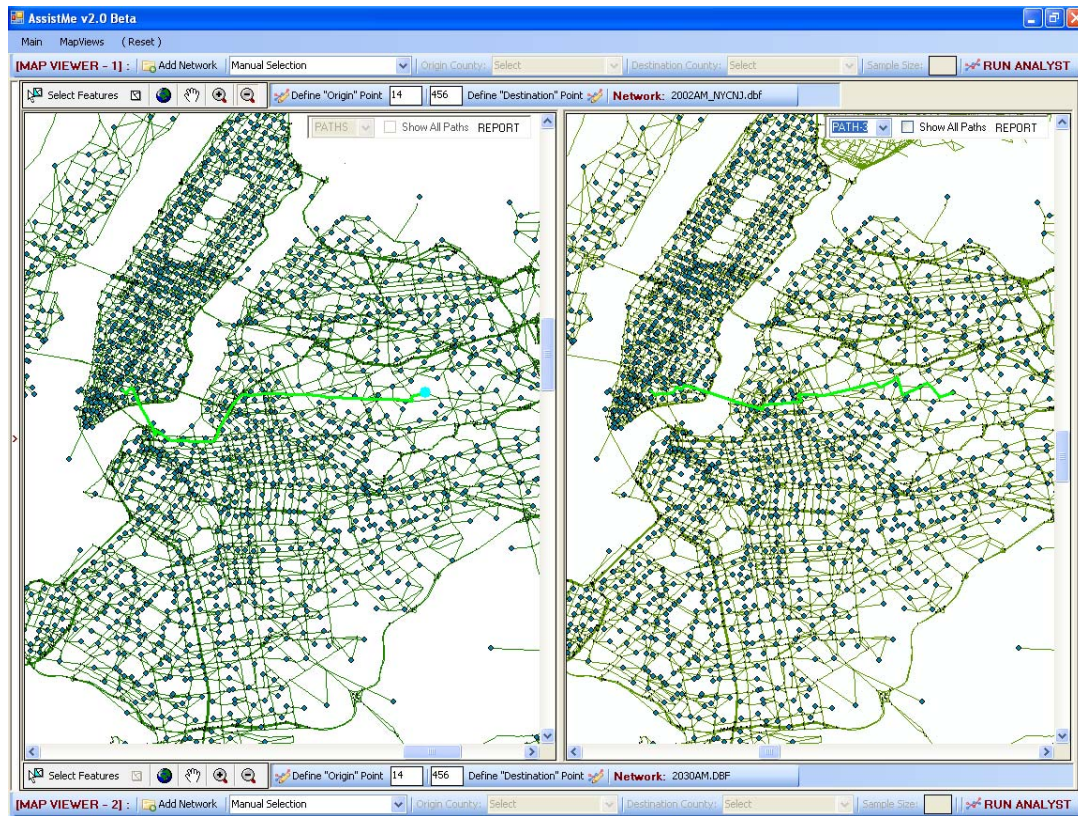 AssistMe v2.0 Beta
Main MapViews ( Reset )
[MAP VIEWER - 1] : Add Network Manual Selection Origin County: Select Destination County: Select Sample Size: RUN ANALYST
Select Features Define "Origin" Point 14 456 Define "Destination" Point Network: 2002AM_NYCNJ.dbf
PATHS Show All Paths REPORT
PATH-3 Show All Paths REPORT
Select Features Define "Origin" Point 14 456 Define "Destination" Point Network: 2030AM.DBF
[MAP VIEWER - 2] : Add Network Manual Selection Origin County: Select Destination County: Select Sample Size: RUN ANALYST